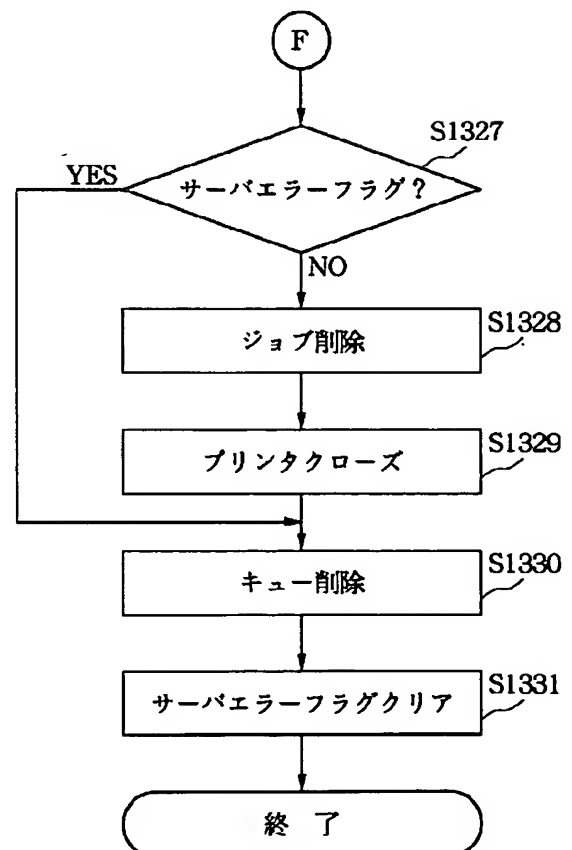 F
S1327
YES
サーバエラーフラグ?
NO
S1328
ジョブ削除
S1329
プリンタクローズ
S1330
キュー削除
S1331
サーバエラーフラグクリア
終 了